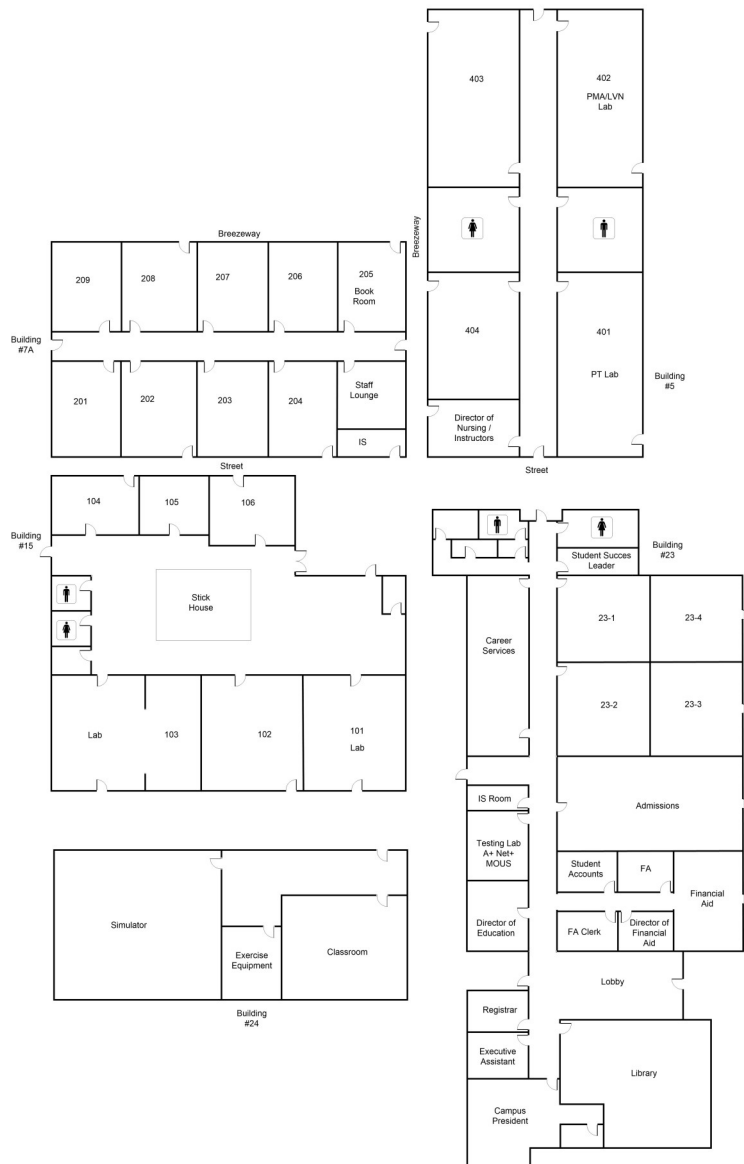 403
402
PMA/LVN
Lab
Breezeway
404
401
PT Lab
Building
#5
Director of
Nursing /
Instructors
Street
Breezeway
209
208
207
206
205
Book
Room
Building
#7A
201
202
203
204
Staff
Lounge
IS
Street
104
105
106
Building
#15
Stick
House
Lab
103
102
101
Lab
Simulator
Exercise
Equipment
Classroom
Building
#24
Student Succes
Leader
Building
#23
Career
Services
23-1
23-4
23-2
23-3
IS Room
Admissions
Testing Lab
A+ Net+
MOUS
Student
Accounts
FA
Financial
Aid
Director of
Education
FA Clerk
Director of
Financial
Aid
Lobby
Registrar
Executive
Assistant
Library
Campus
President